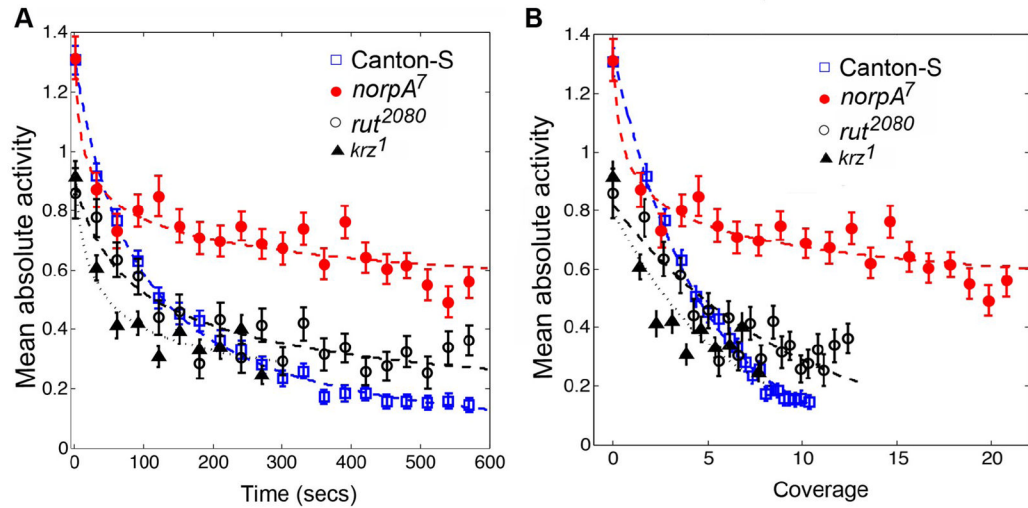 A
1.4
1.2
1
0.8
0.6
0.4
0.2
0
0 100 200 300 400 500 600
Mean absolute activity
Time (secs)
Canton-S
norpA⁷
rut²⁰⁸⁰
krz¹
B
1.4
1.2
1
0.8
0.6
0.4
0.2
0
0 5 10 15 20
Mean absolute activity
Coverage
Canton-S
norpA⁷
rut²⁰⁸⁰
krz¹